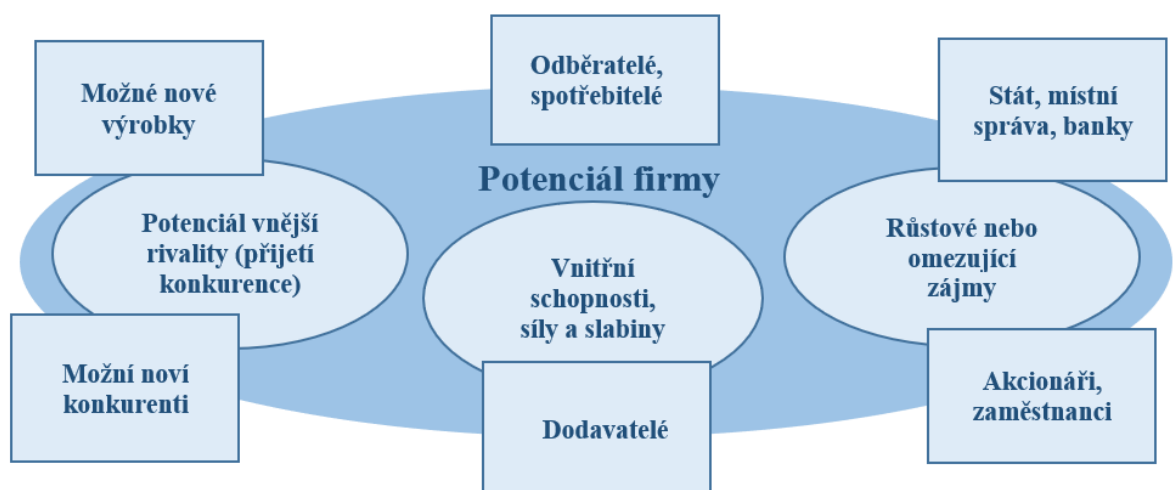 Možné nové
výrobky
Odběratelé,
spotřebitelé
Stát, místní
správa, banky
Potenciál firmy
Potenciál vnější
rivality (přijetí
konkurence)
Vnitřní
schopnosti,
síly a slabiny
Růstové nebo
omezující
zájmy
Možní noví
konkurenti
Dodavatelé
Akcionáři,
zaměstnanci